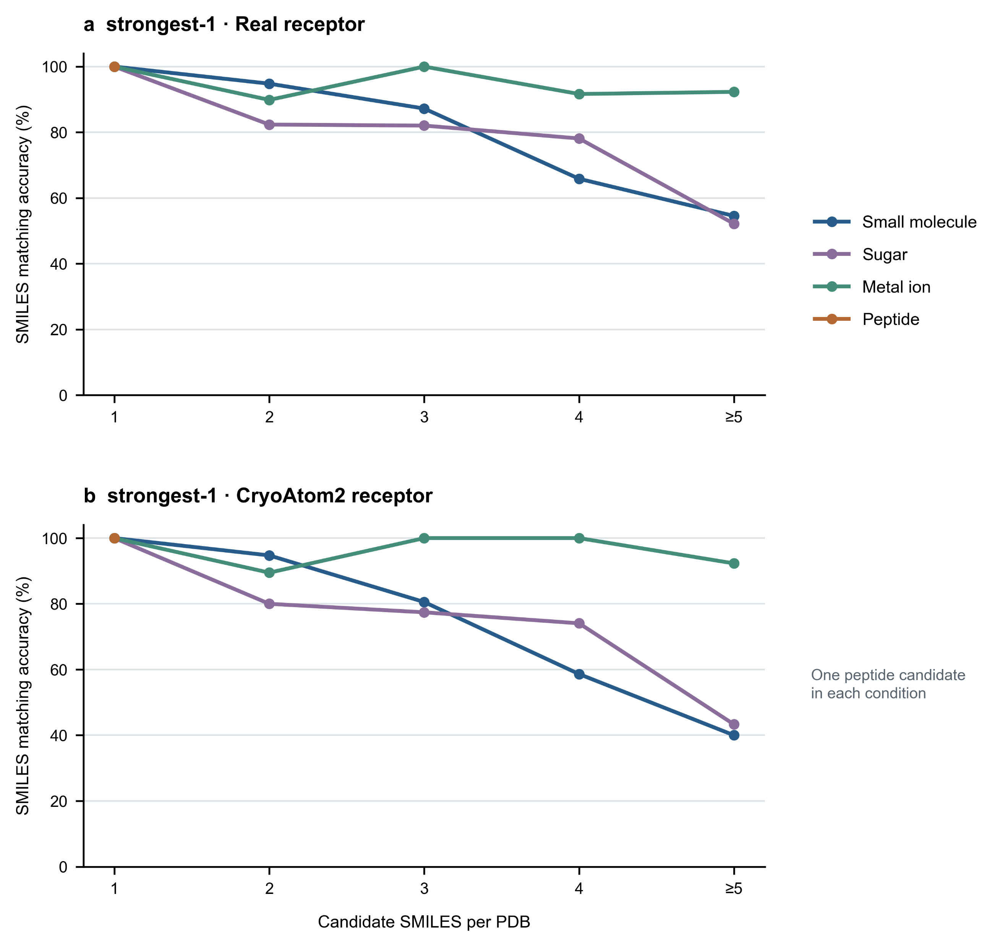 a strongest-1 · Real receptor
SMILES matching accuracy (%)
100
80
60
40
20
0
1 2 3 4 ≥5
Small molecule
Sugar
Metal ion
Peptide
b strongest-1 · CryoAtom2 receptor
SMILES matching accuracy (%)
100
80
60
40
20
0
1 2 3 4 ≥5
Candidate SMILES per PDB
One peptide candidate
in each condition